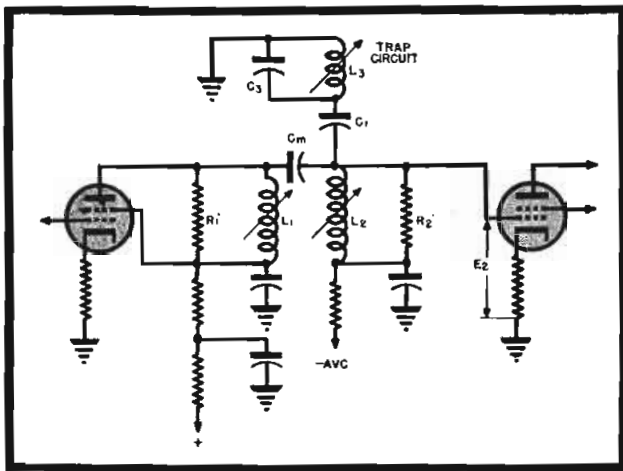 TRAP
CIRCUIT
L3
C3
C1
Cm
R1'
L1
L2
R2'
E2
-AVC
+